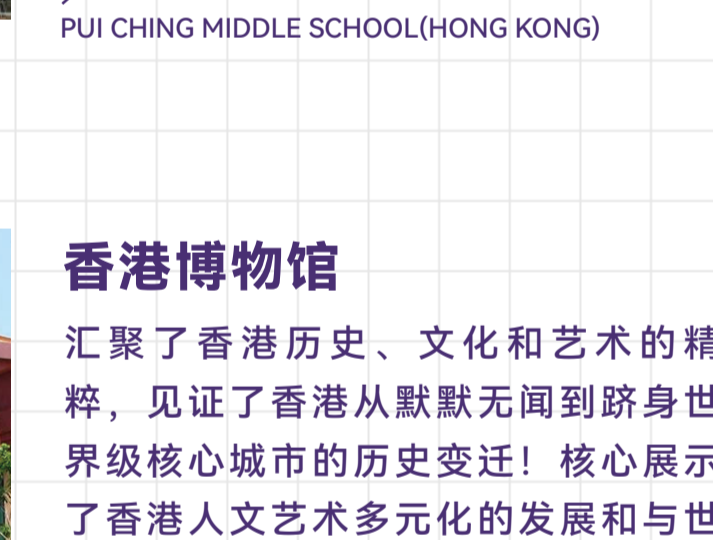 PUI CHING MIDDLE SCHOOL(HONG KONG)
香港博物馆
汇聚了香港历史、文化和艺术的精
粹，见证了香港从默默无闻到跻身世
界级核心城市的历史变迁！核心展示
了香港人文艺术多元化的发展和与世